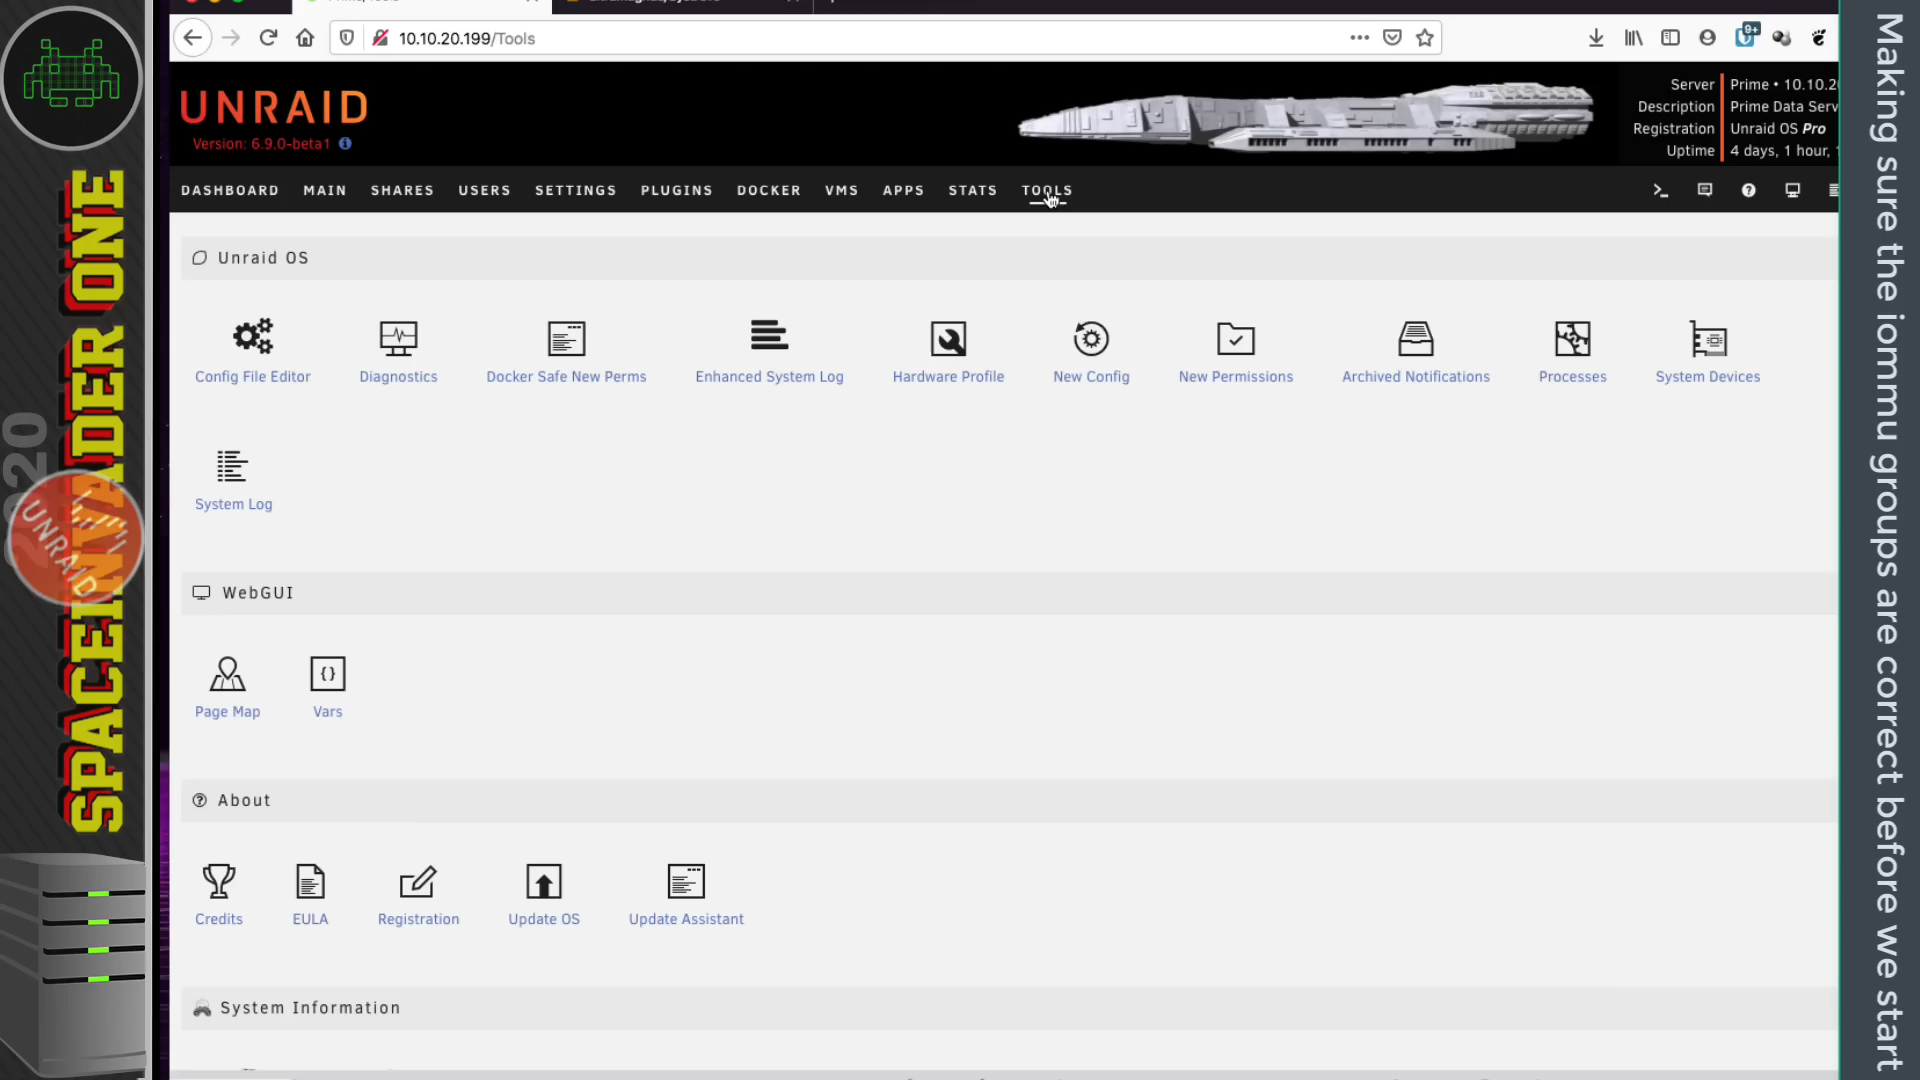 10.10.20.199/Tools
9+
UNRAID
Version: 6.9.0-beta1
Server
Prime • 10.10.2
Description
Prime Data Serv
Registration
Unraid OS Pro
Uptime
4 days, 1 hour,
DASHBOARD MAIN SHARES USERS SETTINGS PLUGINS DOCKER VMS APPS STATS TOOLS
Unraid OS
Config File Editor
Diagnostics
Docker Safe New Perms
Enhanced System Log
Hardware Profile
New Config
New Permissions
Archived Notifications
Processes
System Devices
System Log
WebGUI
Page Map
Vars
About
Credits
EULA
Registration
Update OS
Update Assistant
System Information
SPACEINVADER ONE
2020
UNRAID
Making sure the iommu groups are correct before we start